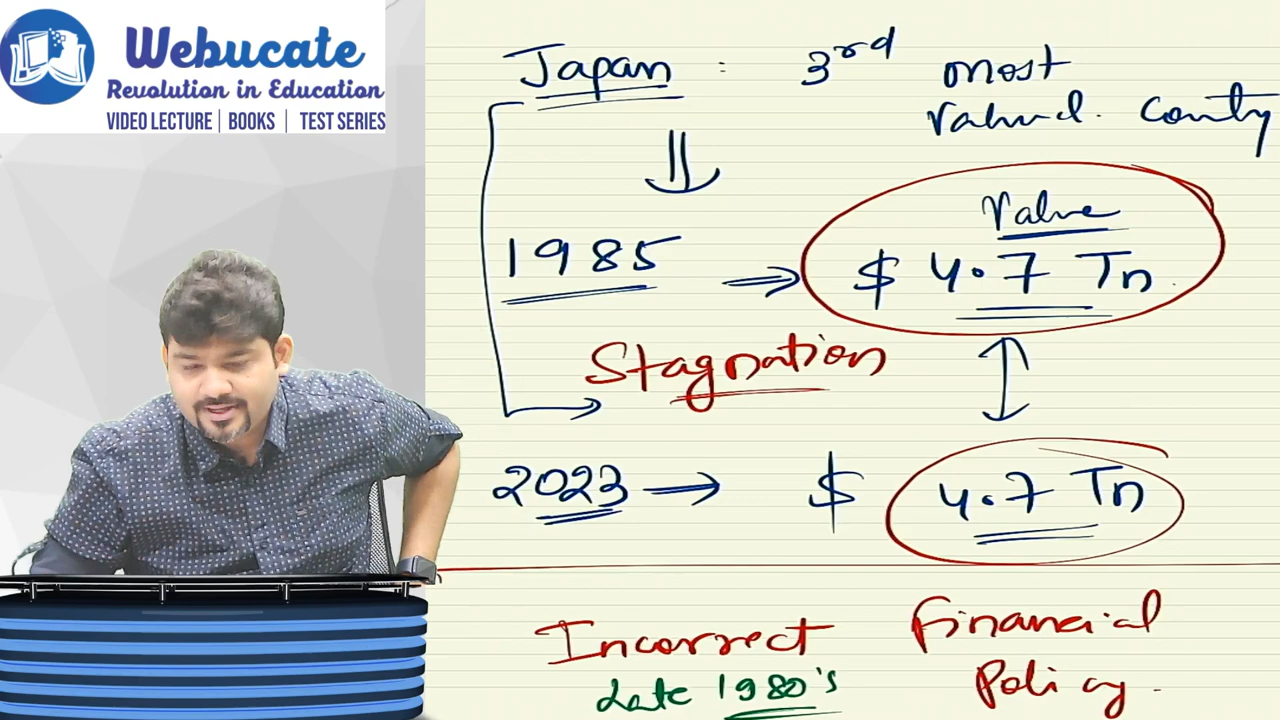 Webucate
Revolution in Education
VIDEO LECTURE | BOOKS | TEST SERIES
Japan : 3rd most
valued. County
Value
1985 ⇒ $ 4.7 Tn
Stagnation
2023 → $ 4.7 Tn
Incorrect Financial
Late 1980's Policy.